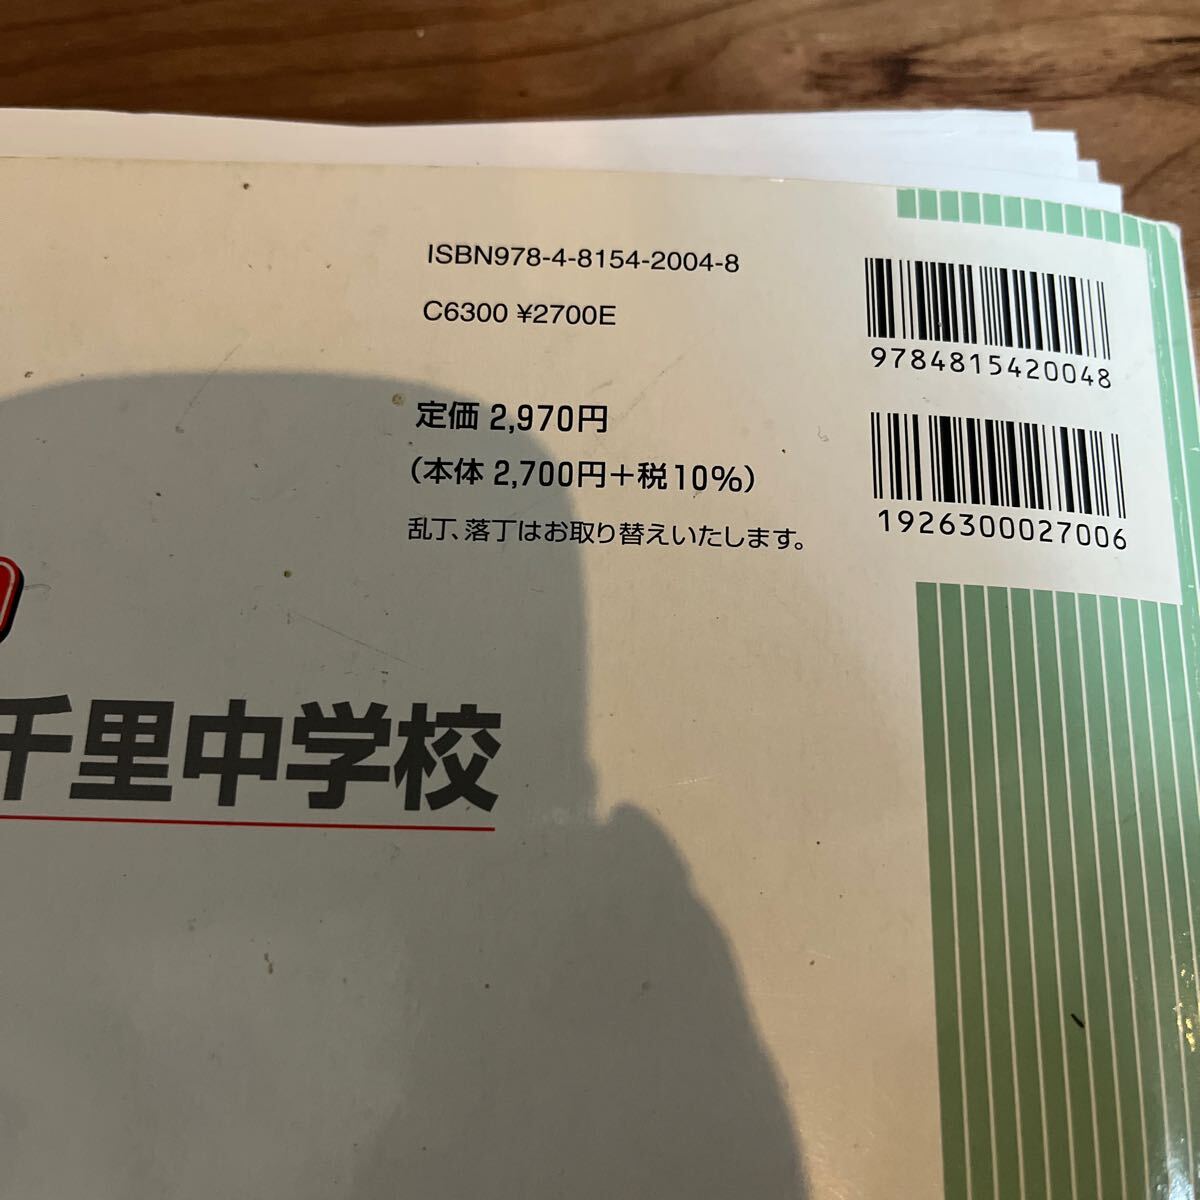 ISBN978-4-8154-2004-8
C6300 ¥2700E
9784815420048
定価 2,970円
(本体 2,700円+税10%)
1926300027006
乱丁、落丁はお取り替えいたします。
千里中学校